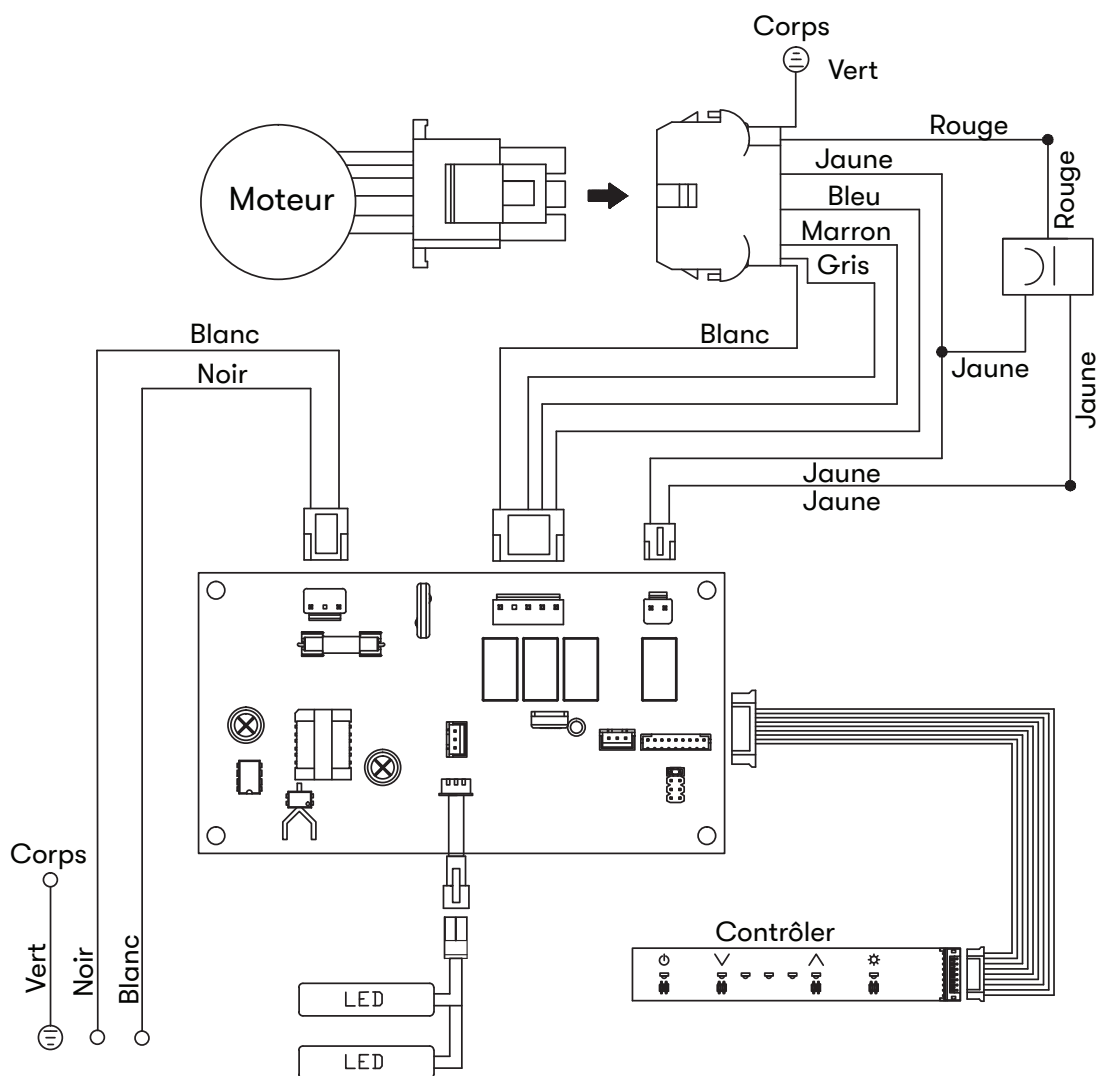 Corps
Vert
Rouge
Rouge
Jaune
Bleu
Marron
Gris
Moteur
Blanc
Blanc
Noir
Jaune
Jaune
Jaune
Jaune
Corps
Vert
Noir
Blanc
Contrôler
LED
LED